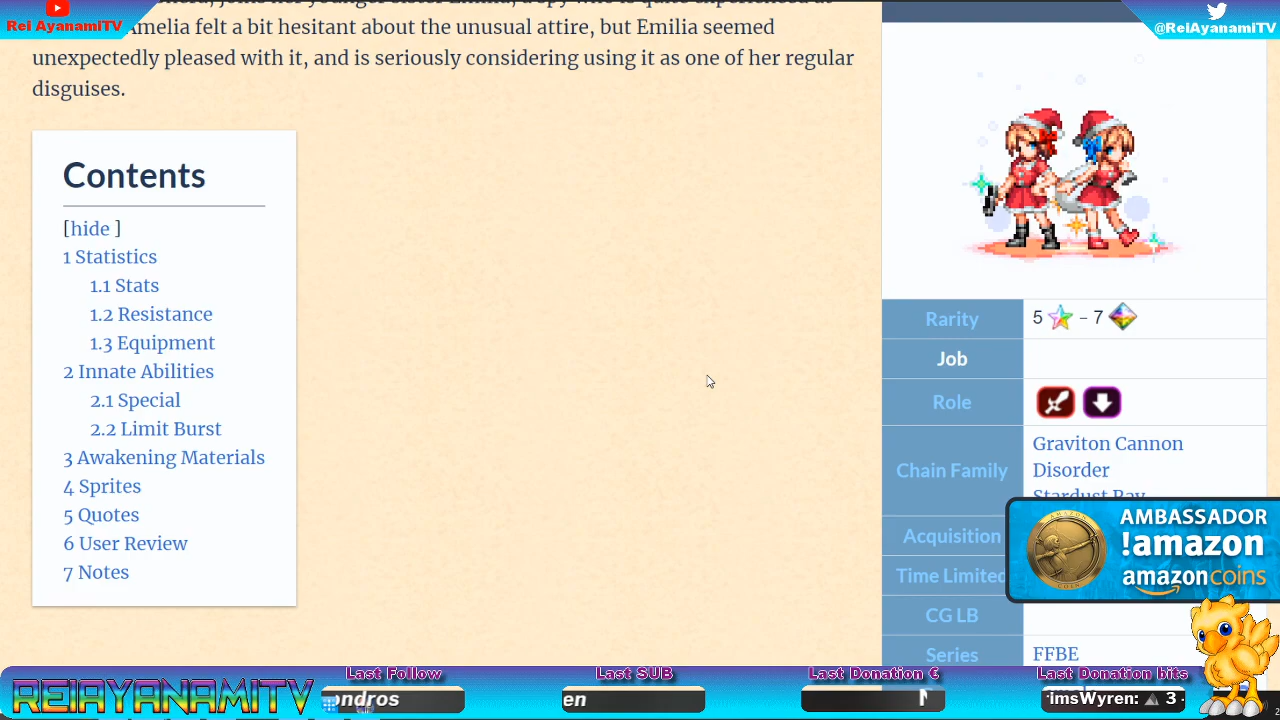 Rei AyanamiTV
@ReiAyanamiTV
Amelia felt a bit hesitant about the unusual attire, but Emilia seemed
unexpectedly pleased with it, and is seriously considering using it as one of her regular
disguises.
Contents
[hide ]
1 Statistics
1.1 Stats
1.2 Resistance
1.3 Equipment
2 Innate Abilities
2.1 Special
2.2 Limit Burst
3 Awakening Materials
4 Sprites
5 Quotes
6 User Review
7 Notes
Rarity 5 - 7
Job
Role
Chain Family Graviton Cannon
Disorder
Stardust Ray
Acquisition
Time Limited
CG LB
Series FFBE
AMBASSADOR
!amazon
amazon coins
REIAYANAMITV
Last Follow
ondros
Last SUB
en
Last Donation €
Last Donation bits
imsWyren: 3